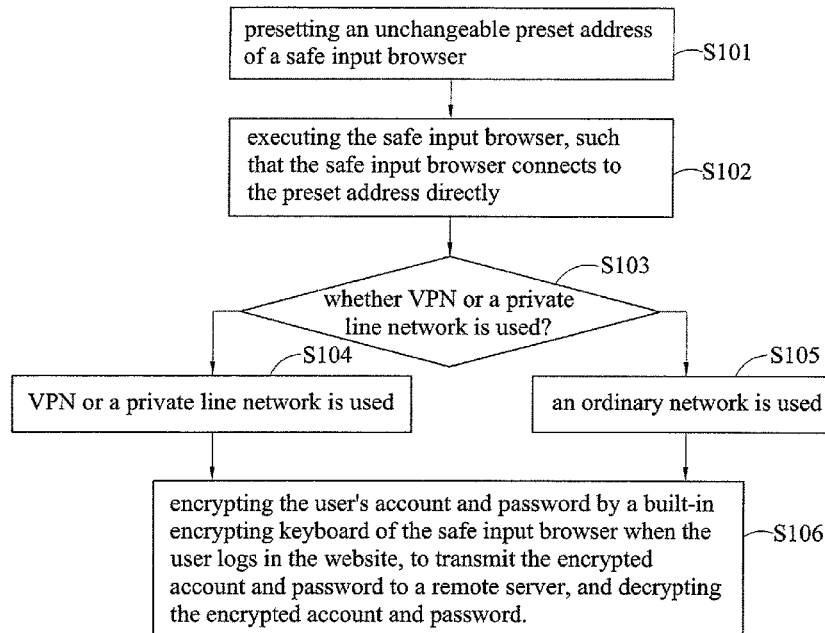 presetting an unchangeable preset address
of a safe input browser
S101
executing the safe input browser, such
that the safe input browser connects to
the preset address directly
S102
S103
whether VPN or a private
line network is used?
S104
VPN or a private line network is used
S105
an ordinary network is used
encrypting the user's account and password by a built-in
encrypting keyboard of the safe input browser when the
user logs in the website, to transmit the encrypted
account and password to a remote server, and decrypting
the encrypted account and password.
S106